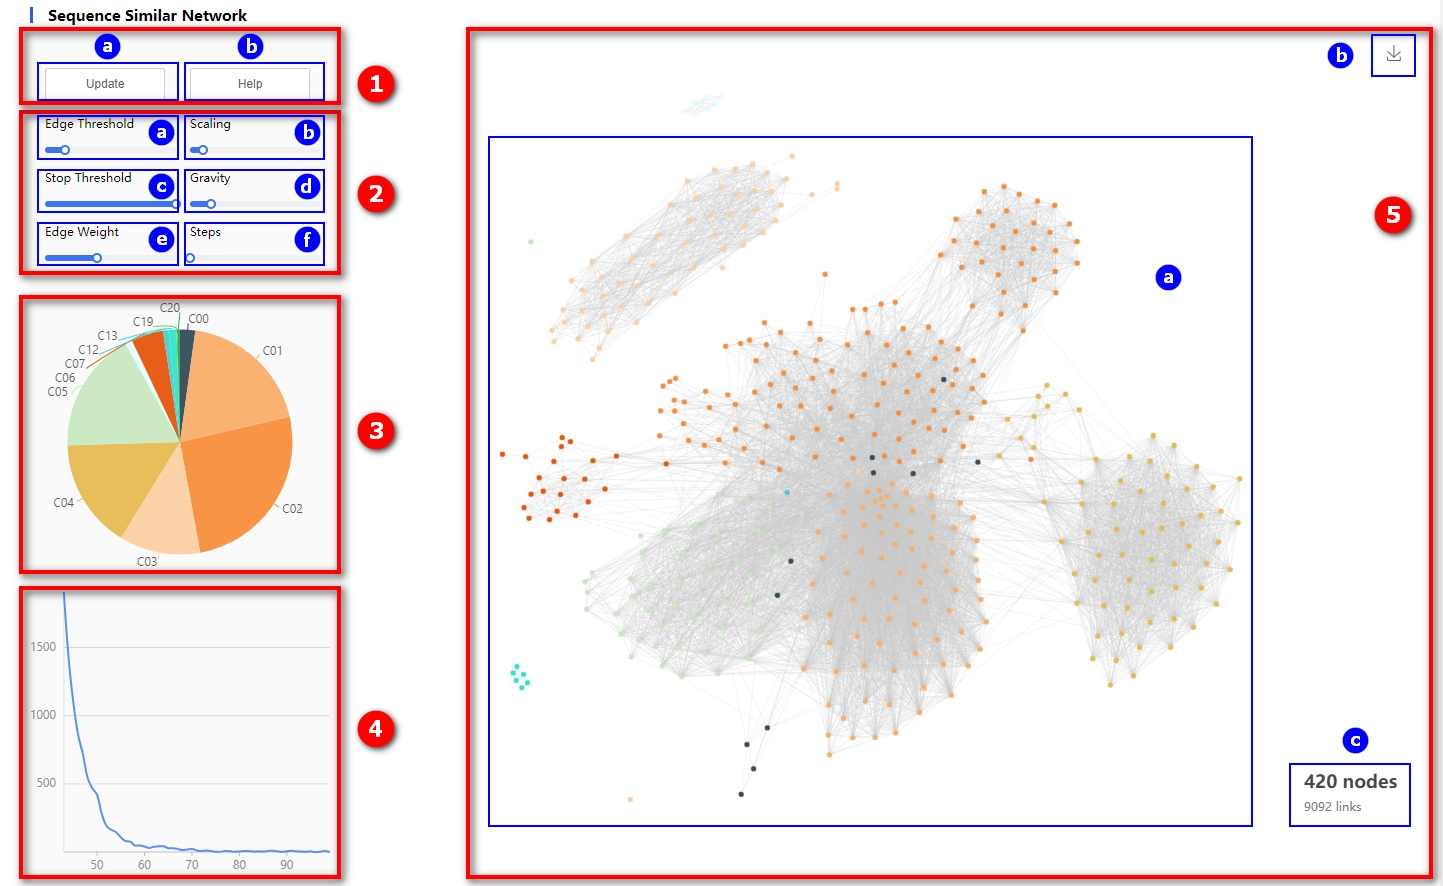 Sequence Similar Network
a b
Update Help
1
Edge Threshold a Scaling b
Stop Threshold c Gravity d
Edge Weight e Steps f
2
C20
C19 C00
C13
C12 C01
C07
C06
C05
C04
C02
C03
3
1500
1000
500
50 60 70 80 90
4
b
5
a
c
420 nodes
9092 links